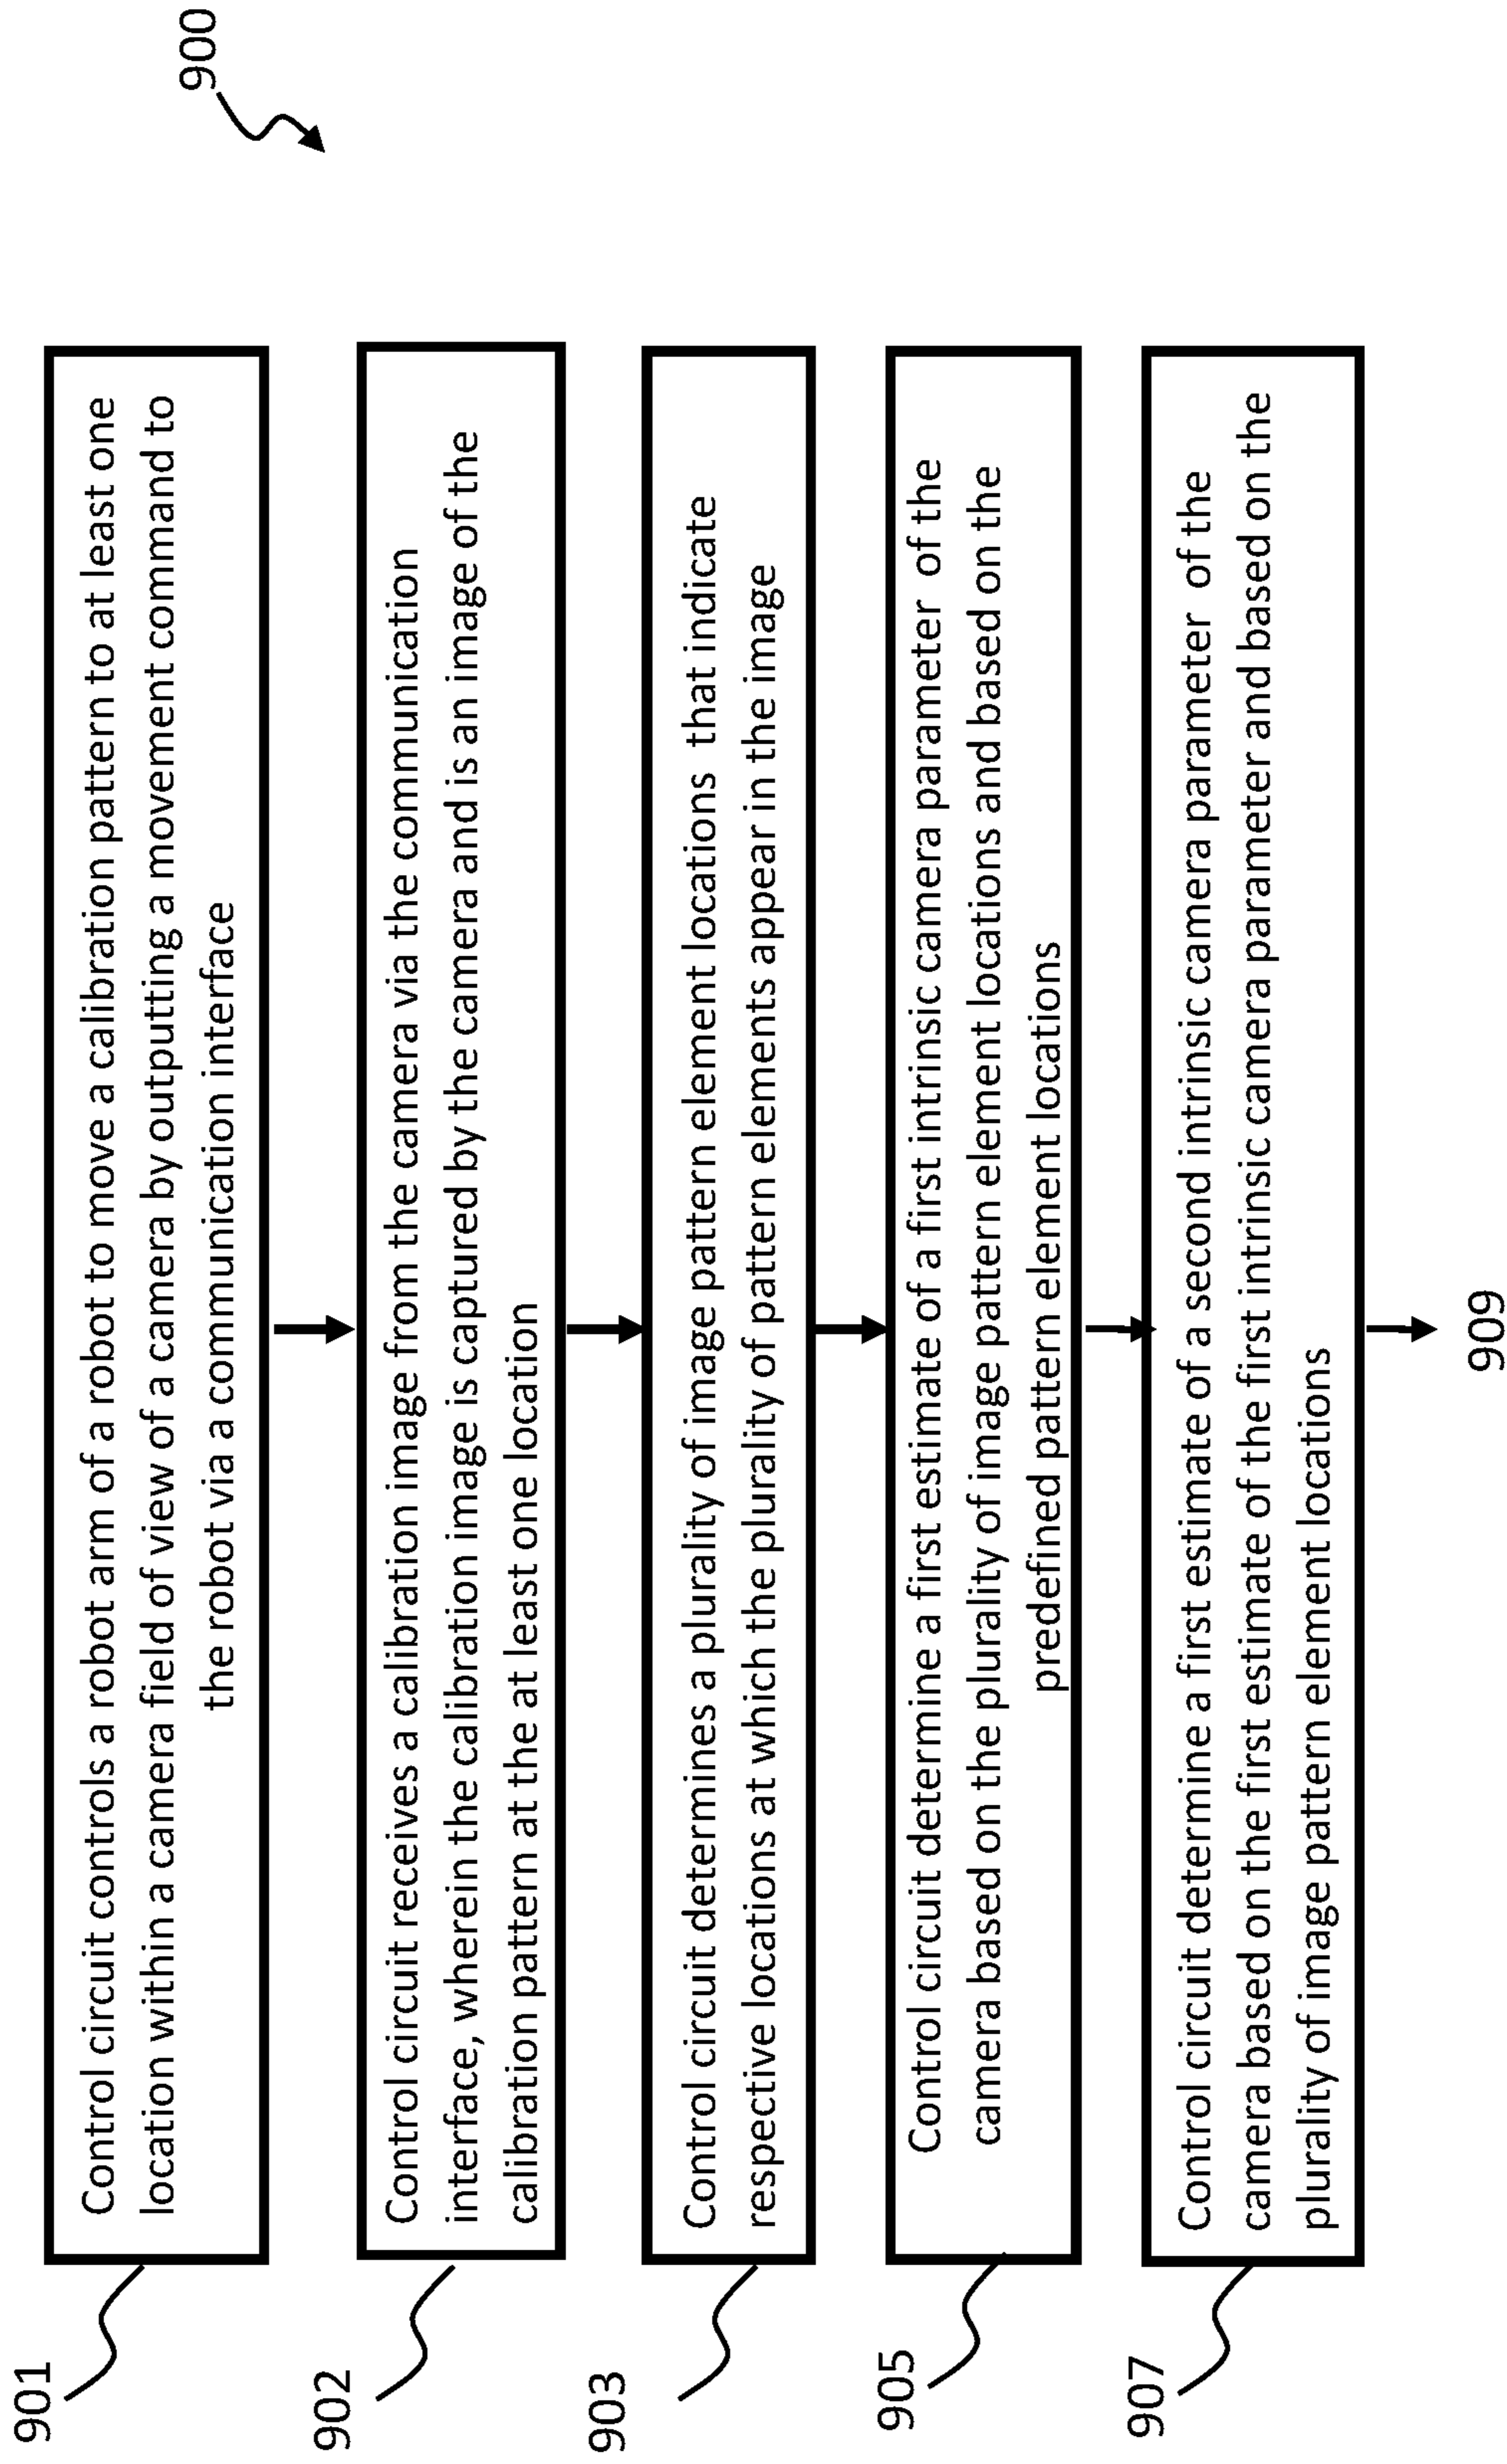 900
901
Control circuit controls a robot arm of a robot to move a calibration pattern to at least one
location within a camera field of view of a camera by outputting a movement command to
the robot via a communication interface
902
Control circuit receives a calibration image from the camera via the communication
interface, wherein the calibration image is captured by the camera and is an image of the
calibration pattern at the at least one location
903
Control circuit determines a plurality of image pattern element locations that indicate
respective locations at which the plurality of pattern elements appear in the image
905
Control circuit determine a first estimate of a first intrinsic camera parameter of the
camera based on the plurality of image pattern element locations and based on the
predefined pattern element locations
907
Control circuit determine a first estimate of a second intrinsic camera parameter of the
camera based on the first estimate of the first intrinsic camera parameter and based on the
plurality of image pattern element locations
909